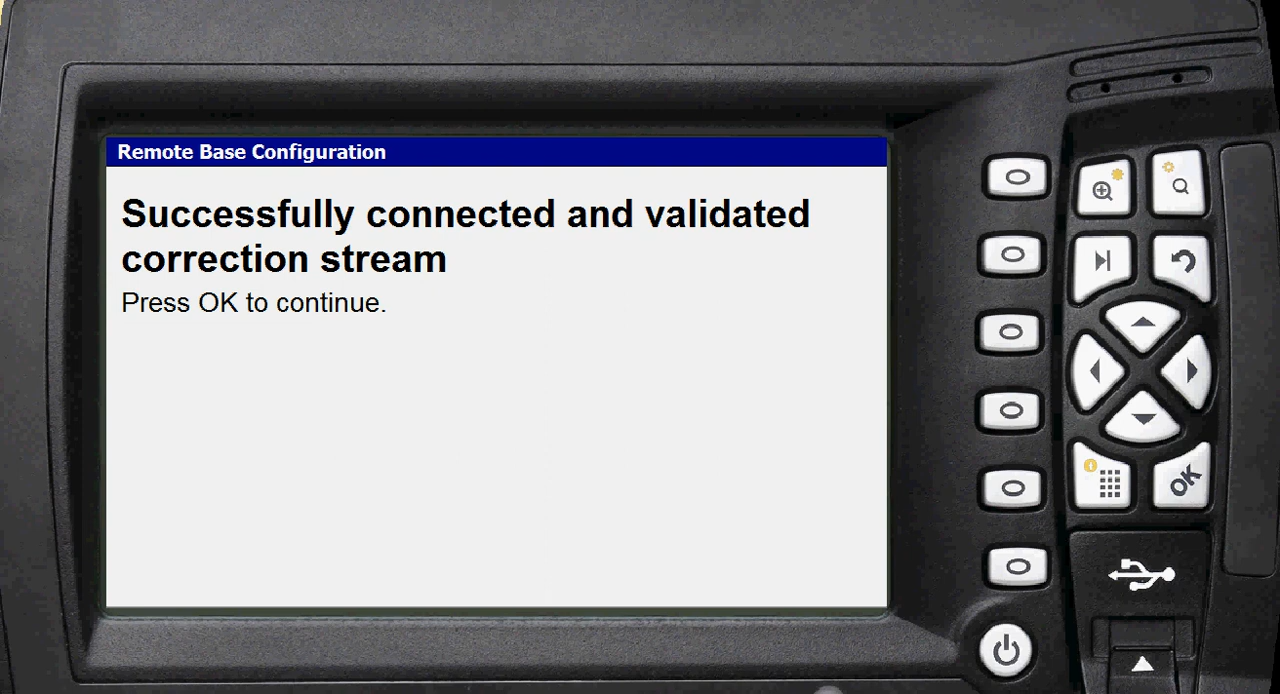 Remote Base Configuration
Successfully connected and validated
correction stream
Press OK to continue.
OK